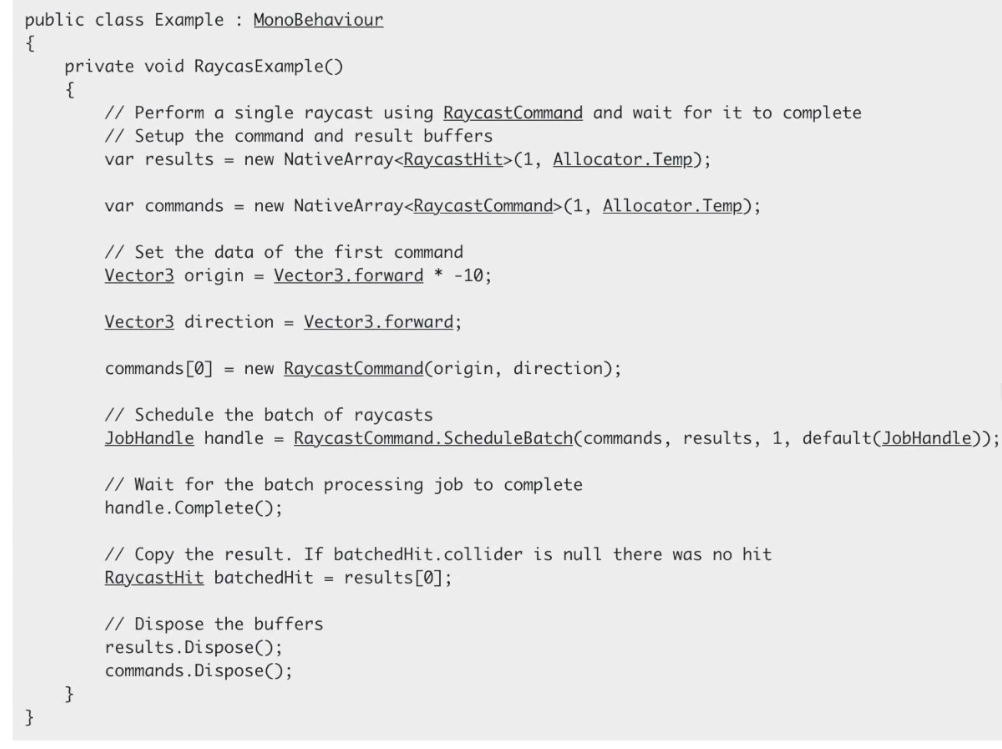 public class Example : MonoBehaviour
{
    private void RaycasExample()
    {
        // Perform a single raycast using RaycastCommand and wait for it to complete
        // Setup the command and result buffers
        var results = new NativeArray<RaycastHit>(1, Allocator.Temp);

        var commands = new NativeArray<RaycastCommand>(1, Allocator.Temp);

        // Set the data of the first command
        Vector3 origin = Vector3.forward * -10;

        Vector3 direction = Vector3.forward;

        commands[0] = new RaycastCommand(origin, direction);

        // Schedule the batch of raycasts
        JobHandle handle = RaycastCommand.ScheduleBatch(commands, results, 1, default(JobHandle));

        // Wait for the batch processing job to complete
        handle.Complete();

        // Copy the result. If batchedHit.collider is null there was no hit
        RaycastHit batchedHit = results[0];

        // Dispose the buffers
        results.Dispose();
        commands.Dispose();
    }
}